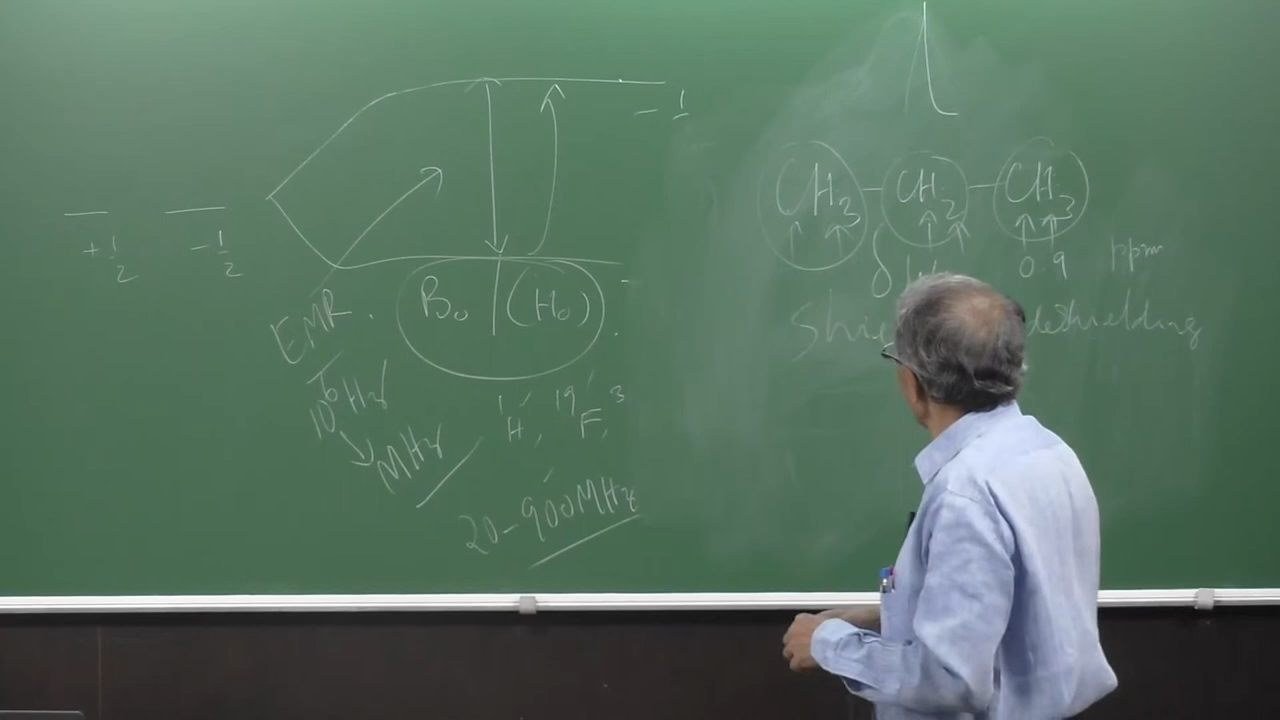 +1/2 -1/2
B₀ (H₀)
EMR.
10⁶ Hz
MHz
¹H, ¹⁹F, ³
20-900MHz
CH₃-CH₂-CH₃
δ 0.9 ppm
deshielding